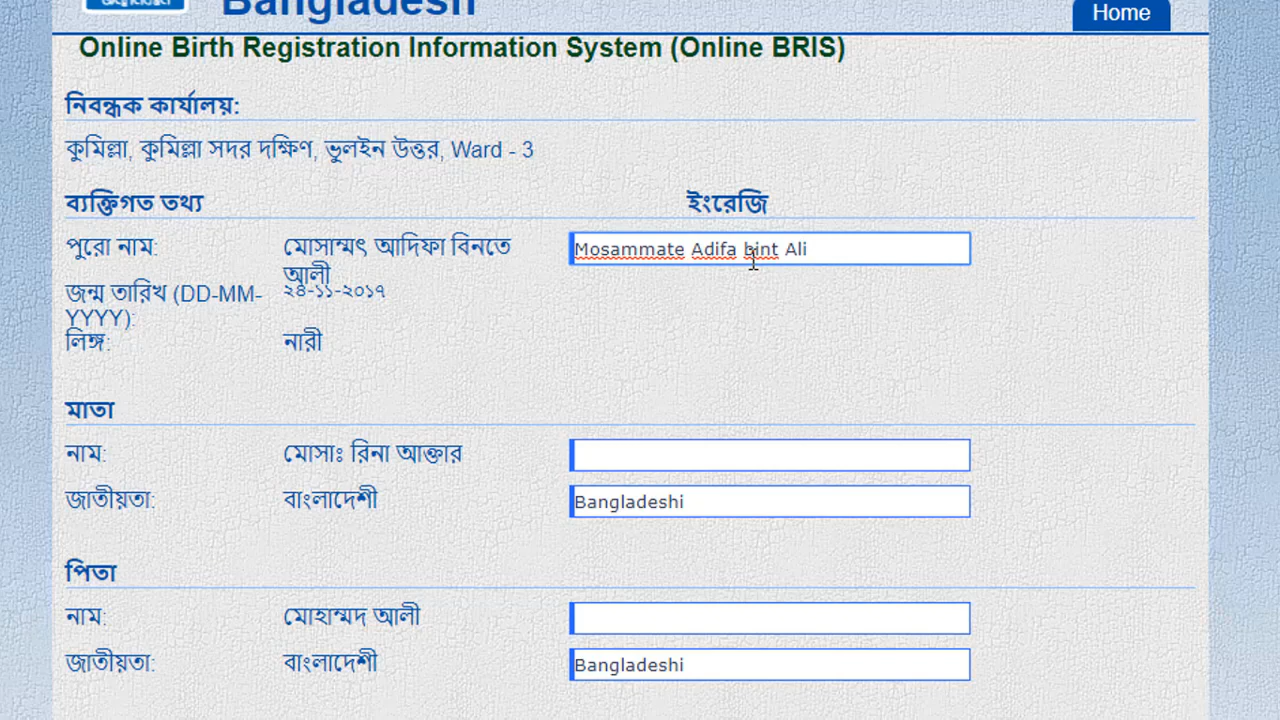 Bangladesh
Home
Online Birth Registration Information System (Online BRIS)
নিবন্ধক কার্যালয়:
কুমিল্লা, কুমিল্লা সদর দক্ষিণ, ভুলইন উত্তর, Ward - 3
ব্যক্তিগত তথ্য ইংরেজি
পুরো নাম: মোসাম্মৎ আদিফা বিনতে Mosammate Adifa bint Ali
আলী
জন্ম তারিখ (DD-MM- ২৪-১১-২০১৭
YYYY):
লিঙ্গ: নারী
মাতা
নাম: মোসাঃ রিনা আক্তার
জাতীয়তা: বাংলাদেশী Bangladeshi
পিতা
নাম: মোহাম্মদ আলী
জাতীয়তা: বাংলাদেশী Bangladeshi